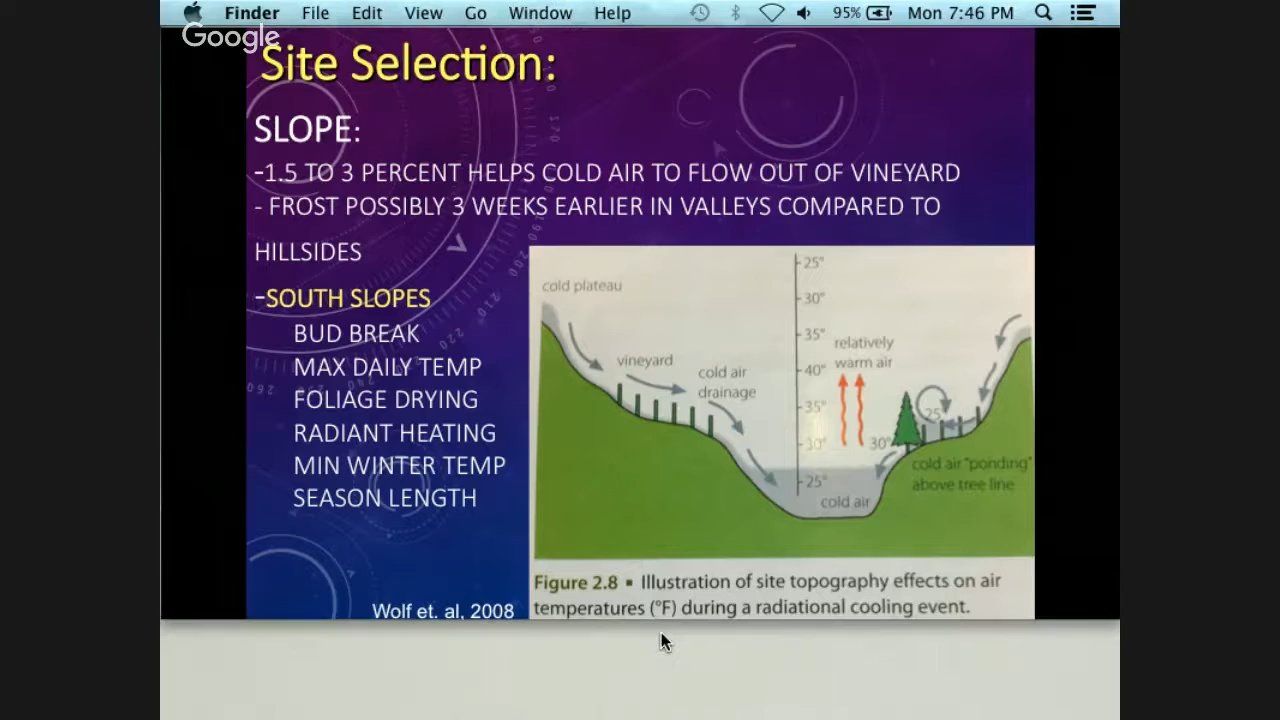 Finder File Edit View Go Window Help 95% Mon 7:46 PM
Google
Site Selection:
SLOPE:
-1.5 TO 3 PERCENT HELPS COLD AIR TO FLOW OUT OF VINEYARD
- FROST POSSIBLY 3 WEEKS EARLIER IN VALLEYS COMPARED TO
HILLSIDES
-SOUTH SLOPES
BUD BREAK
MAX DAILY TEMP
FOLIAGE DRYING
RADIANT HEATING
MIN WINTER TEMP
SEASON LENGTH
Wolf et. al, 2008
cold plateau
vineyard
cold air
drainage
25°
30°
35°
40°
35°
30°
25°
relatively
warm air
30°
25°
cold air "ponding"
above tree line
cold air
Figure 2.8 ▪ Illustration of site topography effects on air
temperatures (°F) during a radiational cooling event.